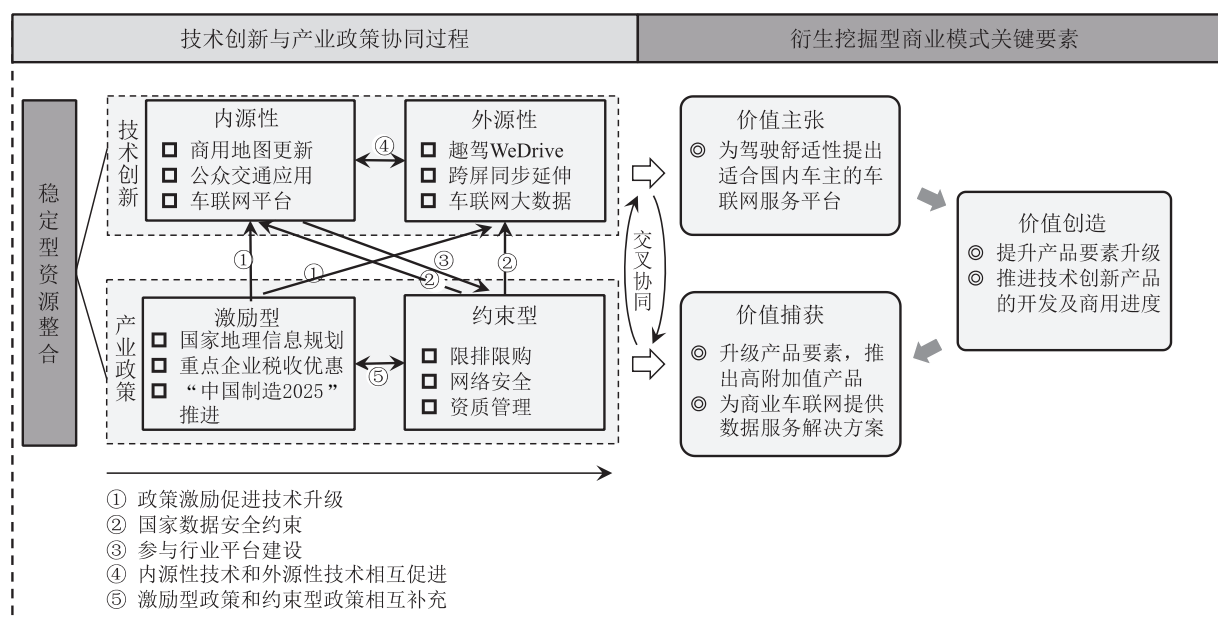 技术创新与产业政策协同过程
衍生挖掘型商业模式关键要素
稳定型资源整合
技术创新
内源性
商用地图更新
公众交通应用
车联网平台
④
外源性
趣驾WeDrive
跨屏同步延伸
车联网大数据
①
①
③
②
②
产业政策
激励型
国家地理信息规划
重点企业税收优惠
“中国制造2025”
推进
⑤
约束型
限排限购
网络安全
资质管理
交叉协同
价值主张
◎ 为驾驶舒适性提出
适合国内车主的车
联网服务平台
价值创造
◎ 提升产品要素升级
◎ 推进技术创新产品
的开发及商用进度
价值捕获
◎ 升级产品要素，推
出高附加值产品
◎ 为商业车联网提供
数据服务解决方案
① 政策激励促进技术升级
② 国家数据安全约束
③ 参与行业平台建设
④ 内源性技术和外源性技术相互促进
⑤ 激励型政策和约束型政策相互补充